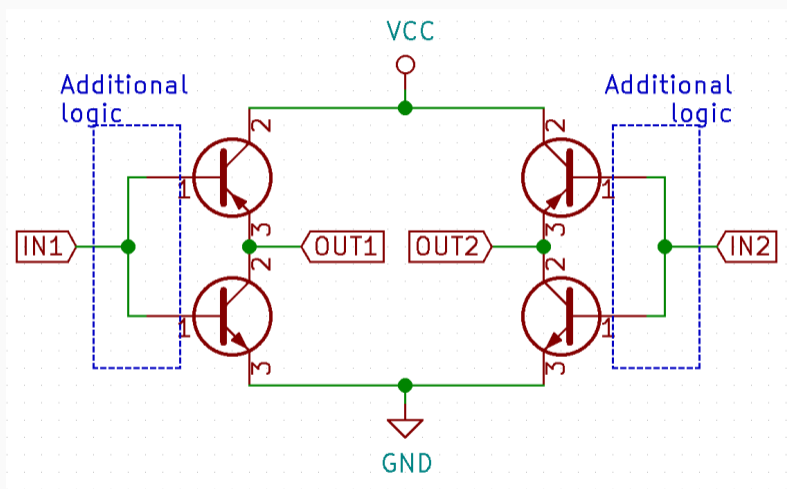 VCC
Additional
logic
Additional
logic
2
2
1
1
3
3
IN1
OUT1
OUT2
IN2
2
2
1
1
3
3
GND